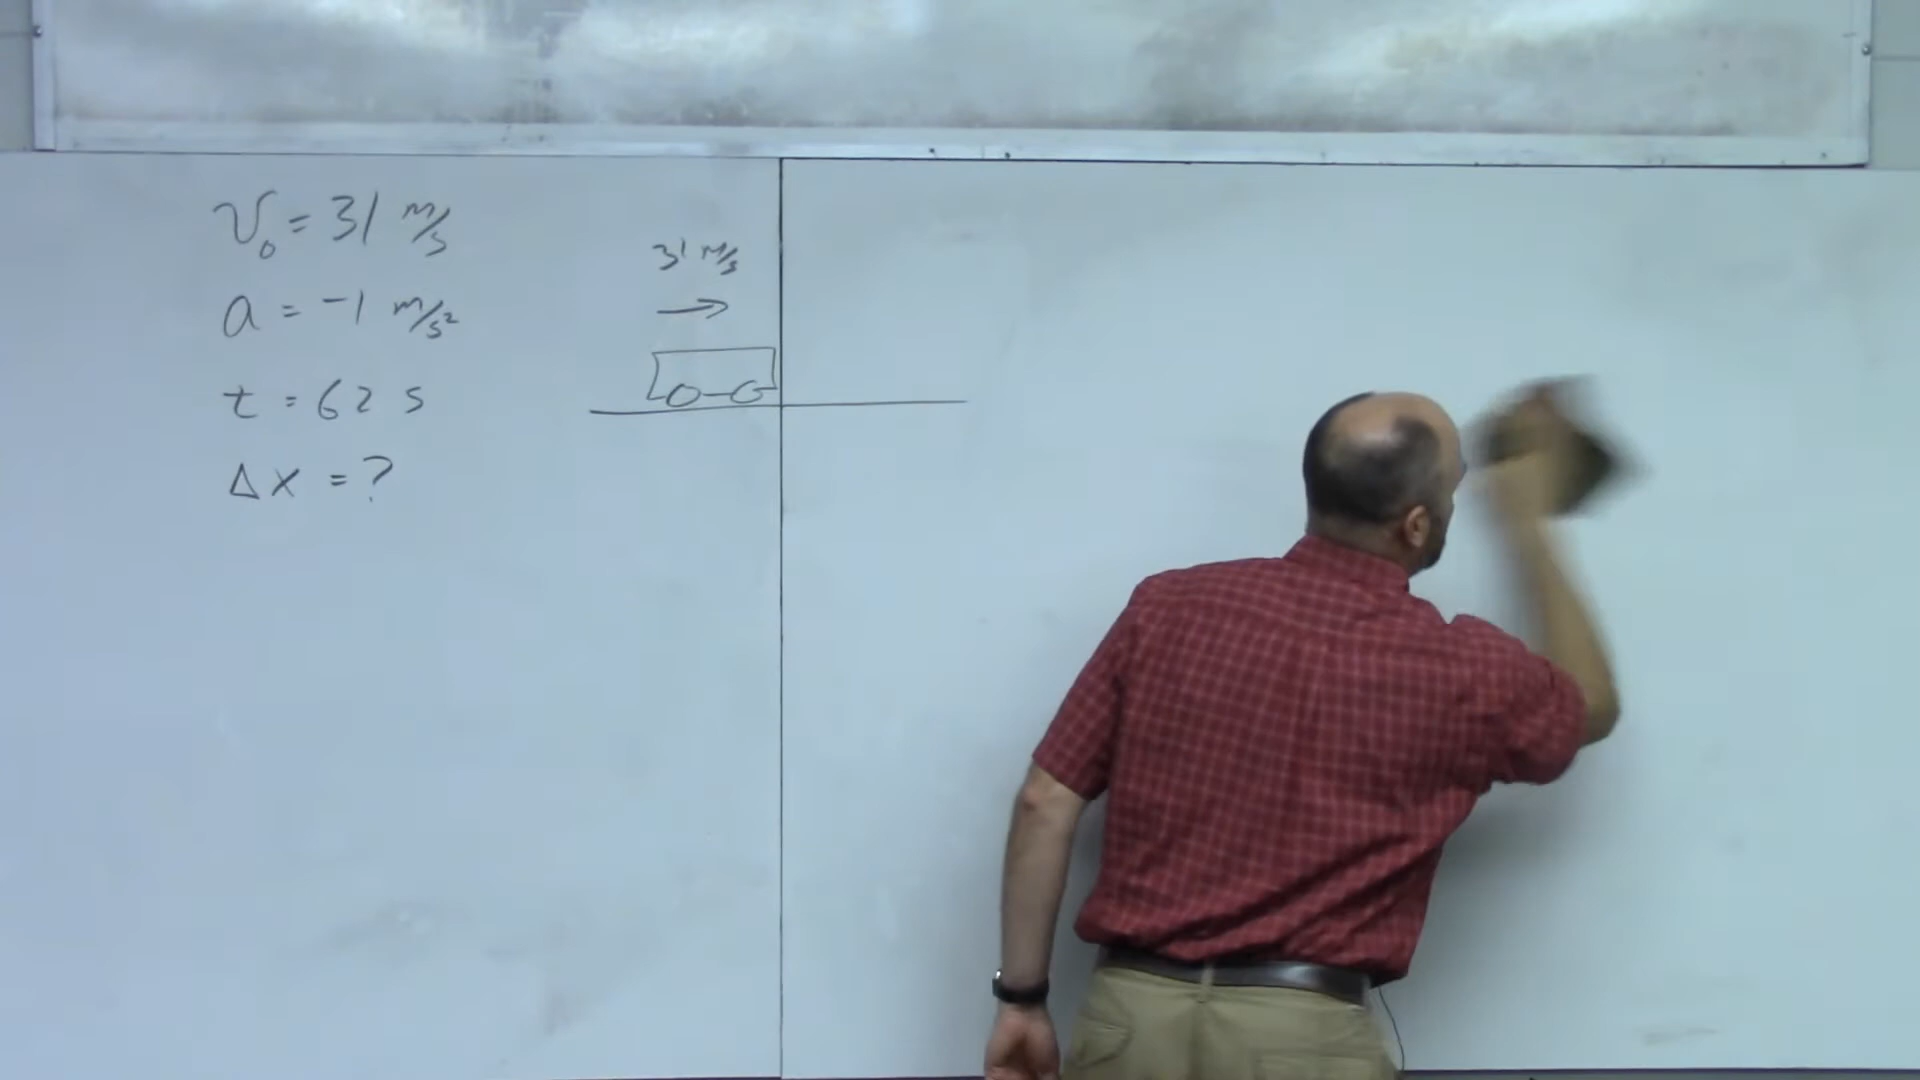 v₀ = 31 m/s
a = -1 m/s²
t = 62 s
Δx = ?
31 m/s